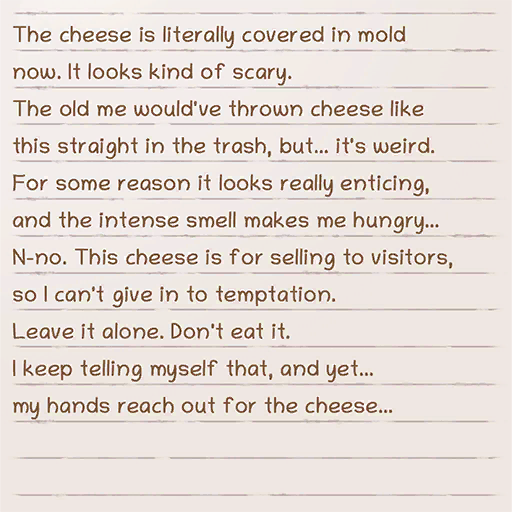 The cheese is literally covered in mold
now. It looks kind of scary.
The old me would've thrown cheese like
this straight in the trash, but... it's weird.
For some reason it looks really enticing,
and the intense smell makes me hungry...
N-no. This cheese is for selling to visitors,
so I can't give in to temptation.
Leave it alone. Don't eat it.
I keep telling myself that, and yet...
my hands reach out for the cheese...